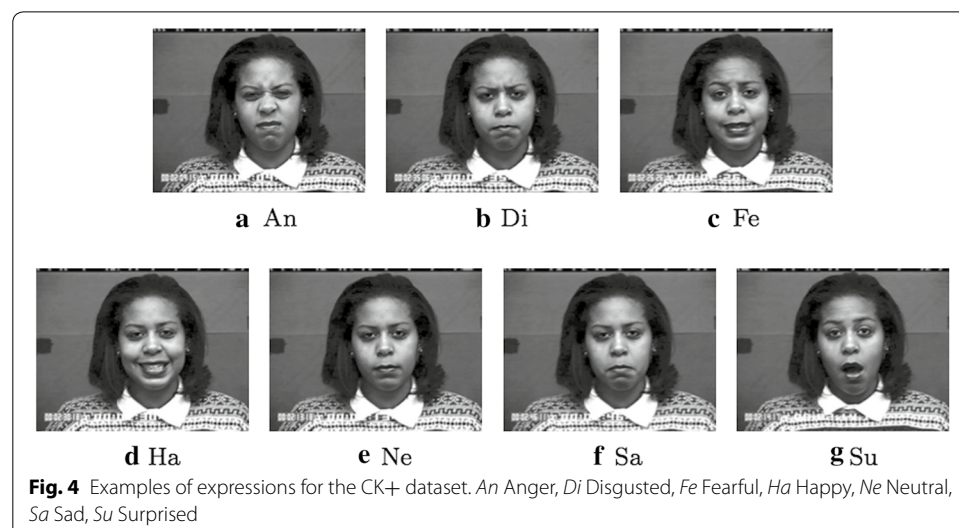 a An
b Di
c Fe
d Ha
e Ne
f Sa
g Su
Fig. 4 Examples of expressions for the CK+ dataset. An Anger, Di Disgusted, Fe Fearful, Ha Happy, Ne Neutral,
Sa Sad, Su Surprised